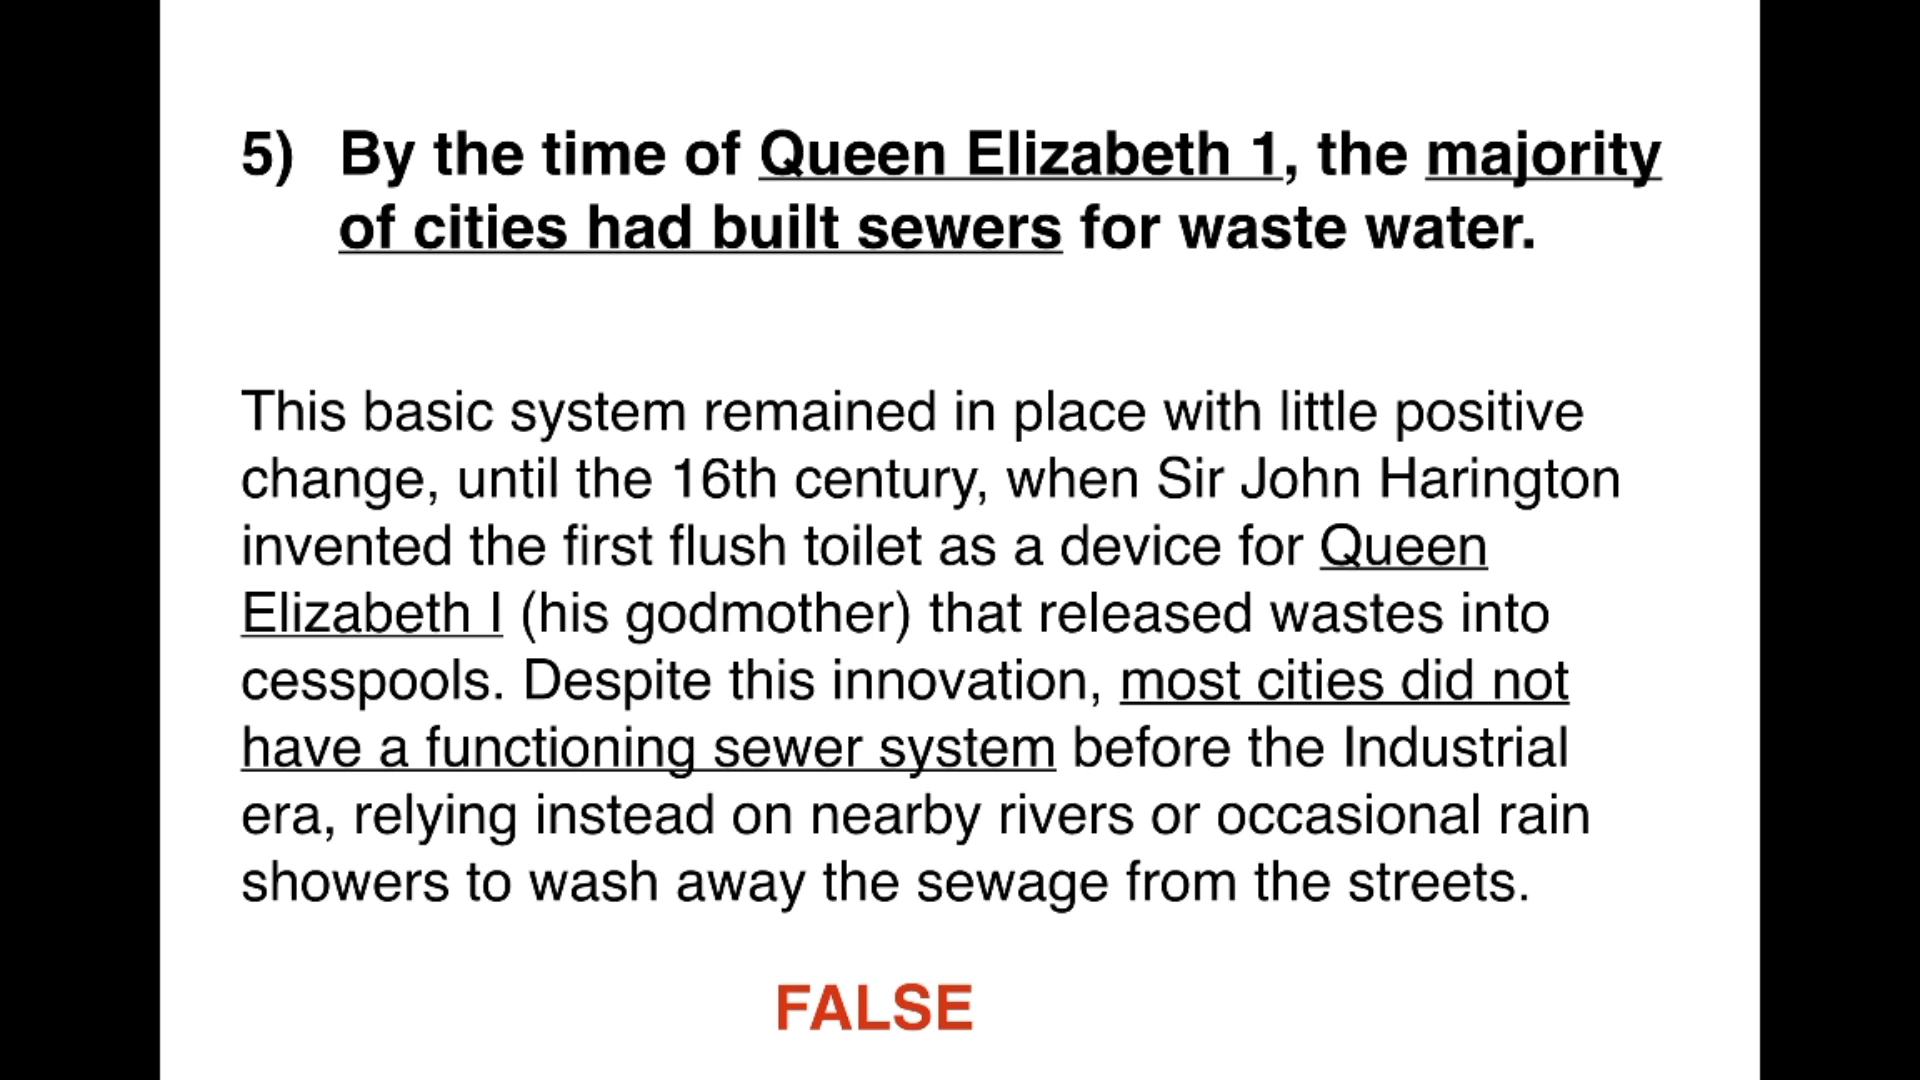 5) By the time of Queen Elizabeth 1, the majority
of cities had built sewers for waste water.
This basic system remained in place with little positive
change, until the 16th century, when Sir John Harington
invented the first flush toilet as a device for Queen
Elizabeth I (his godmother) that released wastes into
cesspools. Despite this innovation, most cities did not
have a functioning sewer system before the Industrial
era, relying instead on nearby rivers or occasional rain
showers to wash away the sewage from the streets.
FALSE